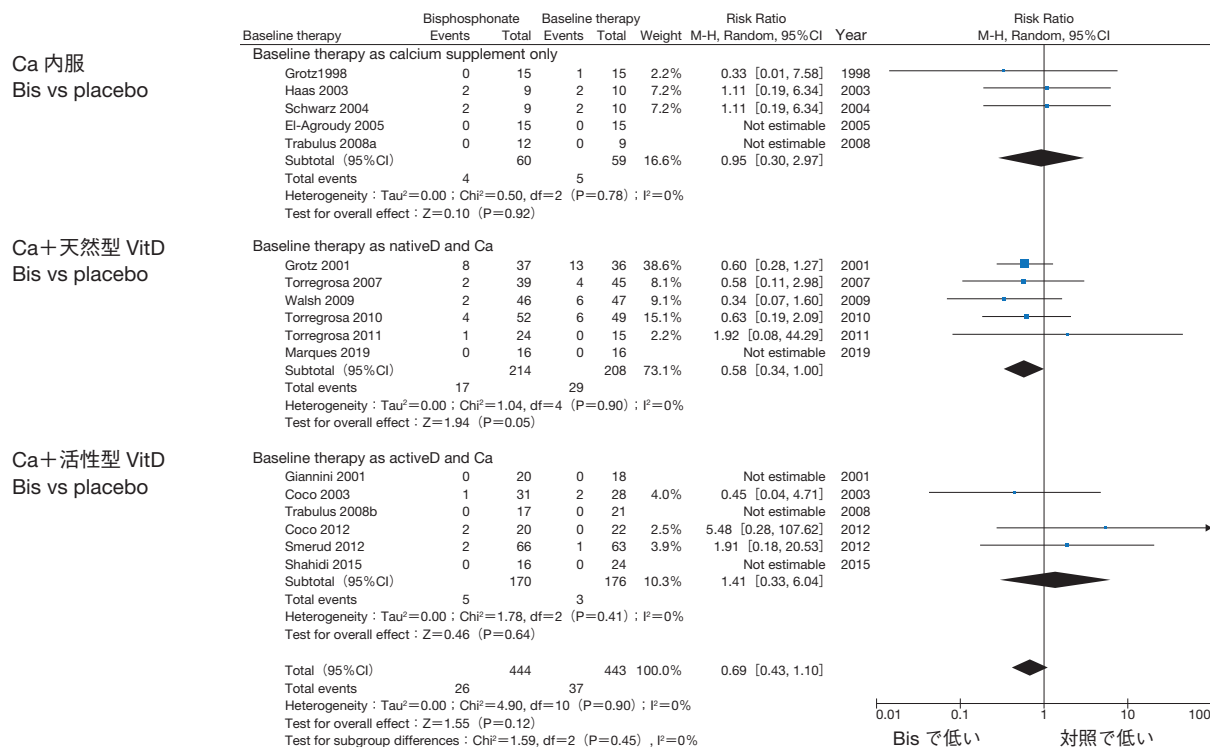 Bisphosphonate Baseline therapy Risk Ratio Risk Ratio
Baseline therapy Events Total Events Total Weight M-H, Random, 95%CI Year M-H, Random, 95%CI
Ca 内服
Bis vs placebo
Baseline therapy as calcium supplement only
Grotz1998 0 15 1 15 2.2% 0.33［0.01, 7.58］ 1998
Haas 2003 2 9 2 10 7.2% 1.11［0.19, 6.34］ 2003
Schwarz 2004 2 9 2 10 7.2% 1.11［0.19, 6.34］ 2004
El-Agroudy 2005 0 15 0 15 Not estimable 2005
Trabulus 2008a 0 12 0 9 Not estimable 2008
Subtotal（95%CI） 60 59 16.6% 0.95［0.30, 2.97］
Total events 4 5
Heterogeneity：Tau²=0.00；Chi²=0.50, df=2（P=0.78）；I²=0%
Test for overall effect：Z=0.10（P=0.92）
Ca＋天然型 VitD
Bis vs placebo
Baseline therapy as nativeD and Ca
Grotz 2001 8 37 13 36 38.6% 0.60［0.28, 1.27］ 2001
Torregrosa 2007 2 39 4 45 8.1% 0.58［0.11, 2.98］ 2007
Walsh 2009 2 46 6 47 9.1% 0.34［0.07, 1.60］ 2009
Torregrosa 2010 4 52 6 49 15.1% 0.63［0.19, 2.09］ 2010
Torregrosa 2011 1 24 0 15 2.2% 1.92［0.08, 44.29］ 2011
Marques 2019 0 16 0 16 Not estimable 2019
Subtotal（95%CI） 214 208 73.1% 0.58［0.34, 1.00］
Total events 17 29
Heterogeneity：Tau²=0.00；Chi²=1.04, df=4（P=0.90）；I²=0%
Test for overall effect：Z=1.94（P=0.05）
Ca＋活性型 VitD
Bis vs placebo
Baseline therapy as activeD and Ca
Giannini 2001 0 20 0 18 Not estimable 2001
Coco 2003 1 31 2 28 4.0% 0.45［0.04, 4.71］ 2003
Trabulus 2008b 0 17 0 21 Not estimable 2008
Coco 2012 2 20 0 22 2.5% 5.48［0.28, 107.62］ 2012
Smerud 2012 2 66 1 63 3.9% 1.91［0.18, 20.53］ 2012
Shahidi 2015 0 16 0 24 Not estimable 2015
Subtotal（95%CI） 170 176 10.3% 1.41［0.33, 6.04］
Total events 5 3
Heterogeneity：Tau²=0.00；Chi²=1.78, df=2（P=0.41）；I²=0%
Test for overall effect：Z=0.46（P=0.64）
Total（95%CI） 444 443 100.0% 0.69［0.43, 1.10］
Total events 26 37
Heterogeneity：Tau²=0.00；Chi²=4.90, df=10（P=0.90）；I²=0%
Test for overall effect：Z=1.55（P=0.12）
Test for subgroup differences：Chi²=1.59, df=2（P=0.45）, I²=0%
0.01 0.1 1 10 100
Bis で低い 対照で低い